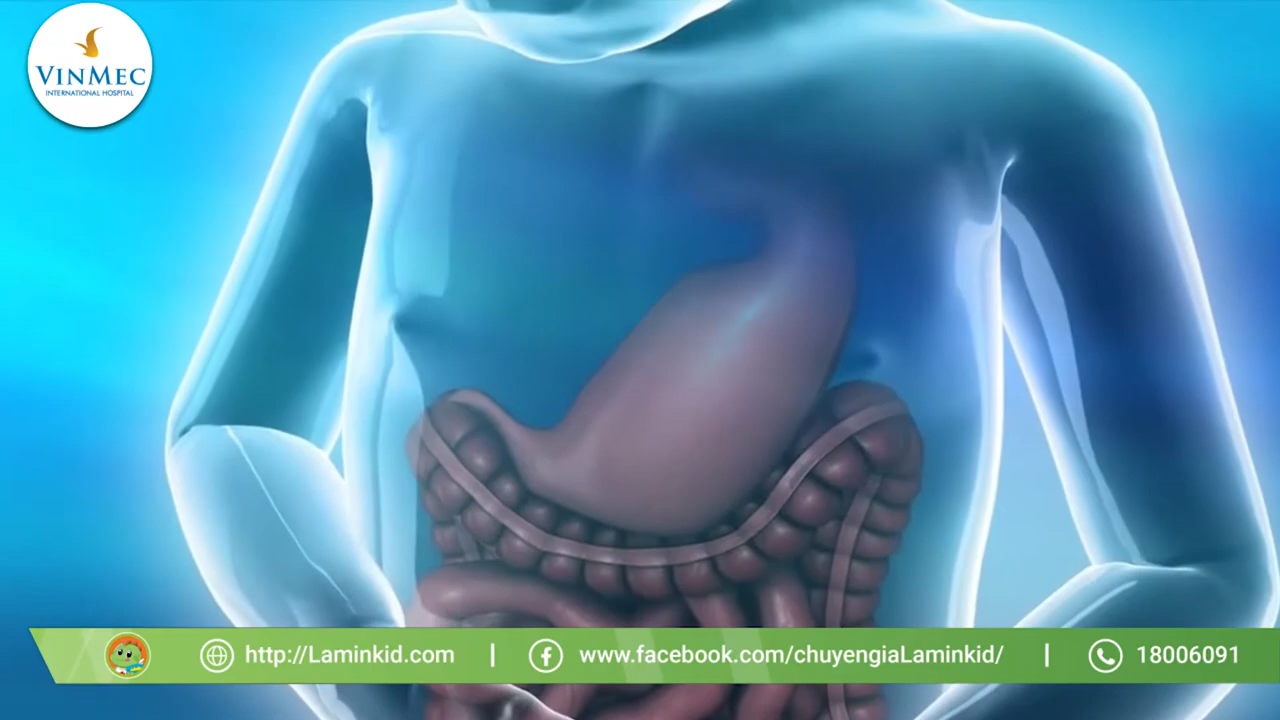 VINMEC
INTERNATIONAL HOSPITAL
http://Laminkid.com | www.facebook.com/chuyengiaLaminkid/ | 18006091